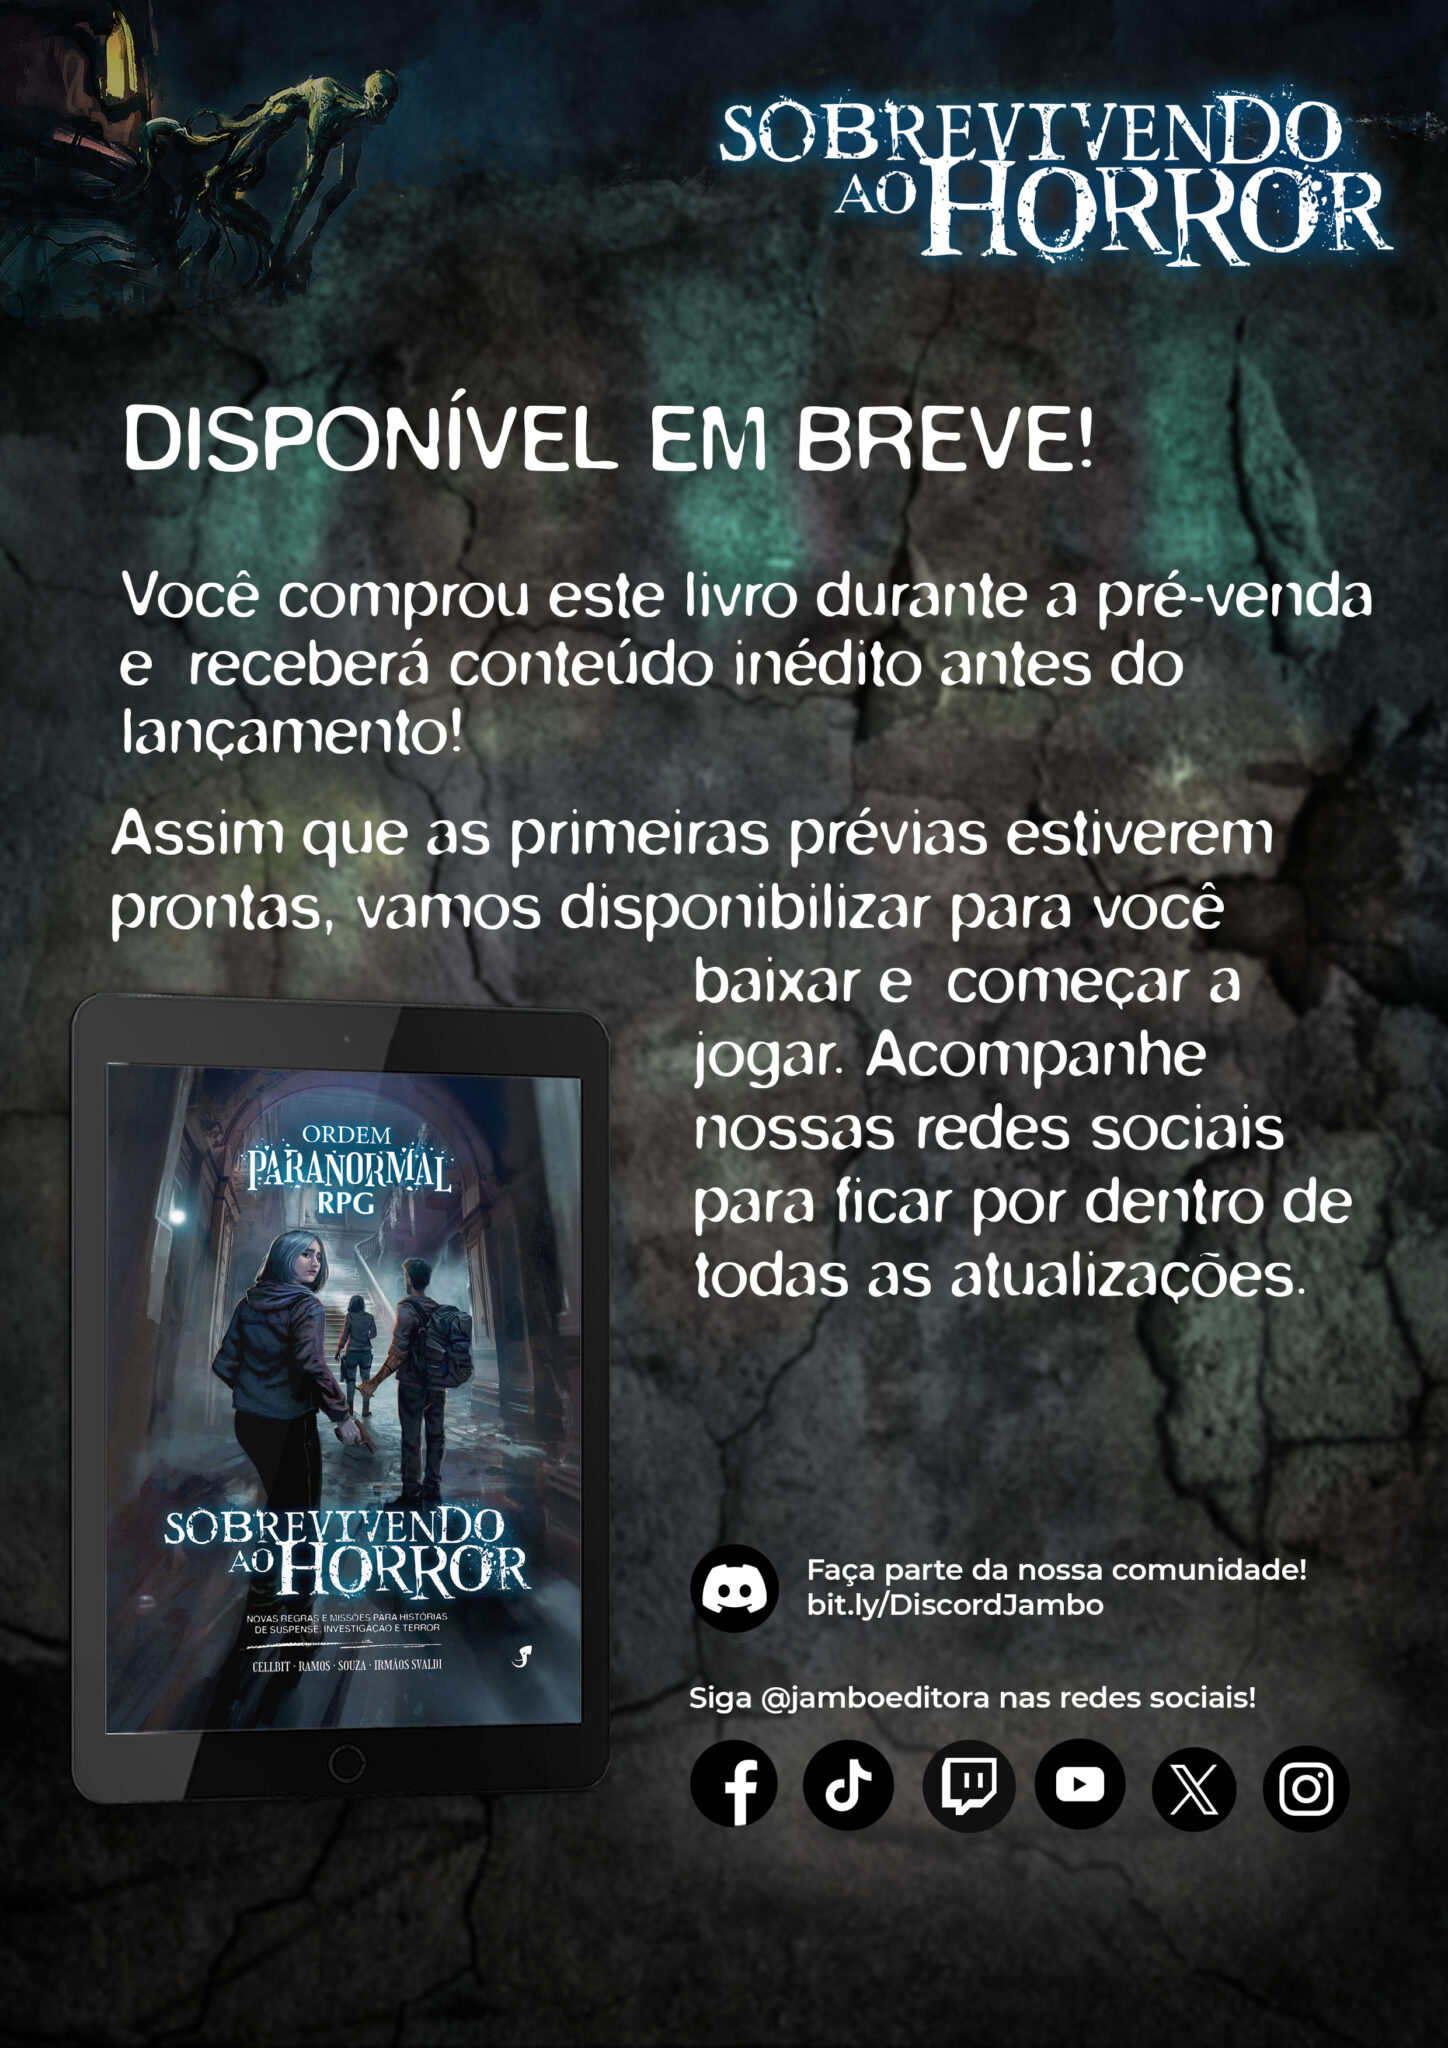 SOBREVIVENDO
AO HORROR
DISPONÍVEL EM BREVE!
Você comprou este livro durante a pré-venda
e receberá conteúdo inédito antes do
lançamento!
Assim que as primeiras prévias estiverem
prontas, vamos disponibilizar para você
baixar e começar a
jogar. Acompanhe
nossas redes sociais
para ficar por dentro de
todas as atualizações.
ORDEM
PARANORMAL
RPG
SOBREVIVENDO
AO HORROR
NOVAS REGRAS E MISSÕES PARA HISTÓRIAS
DE SUSPENSE, INVESTIGAÇÃO E TERROR
CELLBIT · RAMOS · SOUZA · IRMÃOS SVALDI
Faça parte da nossa comunidade!
bit.ly/DiscordJambo
Siga @jamboeditora nas redes sociais!